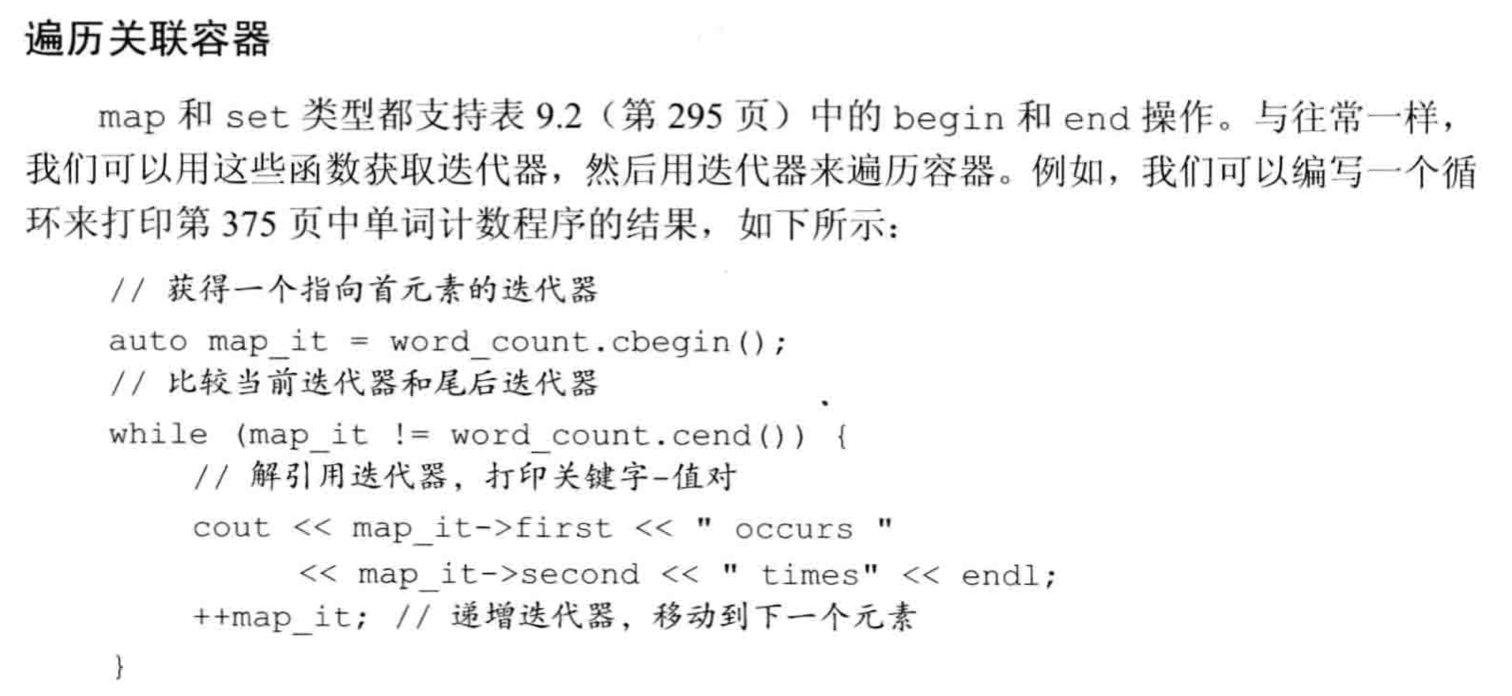 遍历关联容器
map 和 set 类型都支持表 9.2（第 295 页）中的 begin 和 end 操作。与往常一样，
我们可以用这些函数获取迭代器，然后用迭代器来遍历容器。例如，我们可以编写一个循
环来打印第 375 页中单词计数程序的结果，如下所示：
// 获得一个指向首元素的迭代器
auto map_it = word_count.cbegin();
// 比较当前迭代器和尾后迭代器
while (map_it != word_count.cend()) {
// 解引用迭代器，打印关键字-值对
cout << map_it->first << " occurs "
<< map_it->second << " times" << endl;
++map_it; // 递增迭代器，移动到下一个元素
}